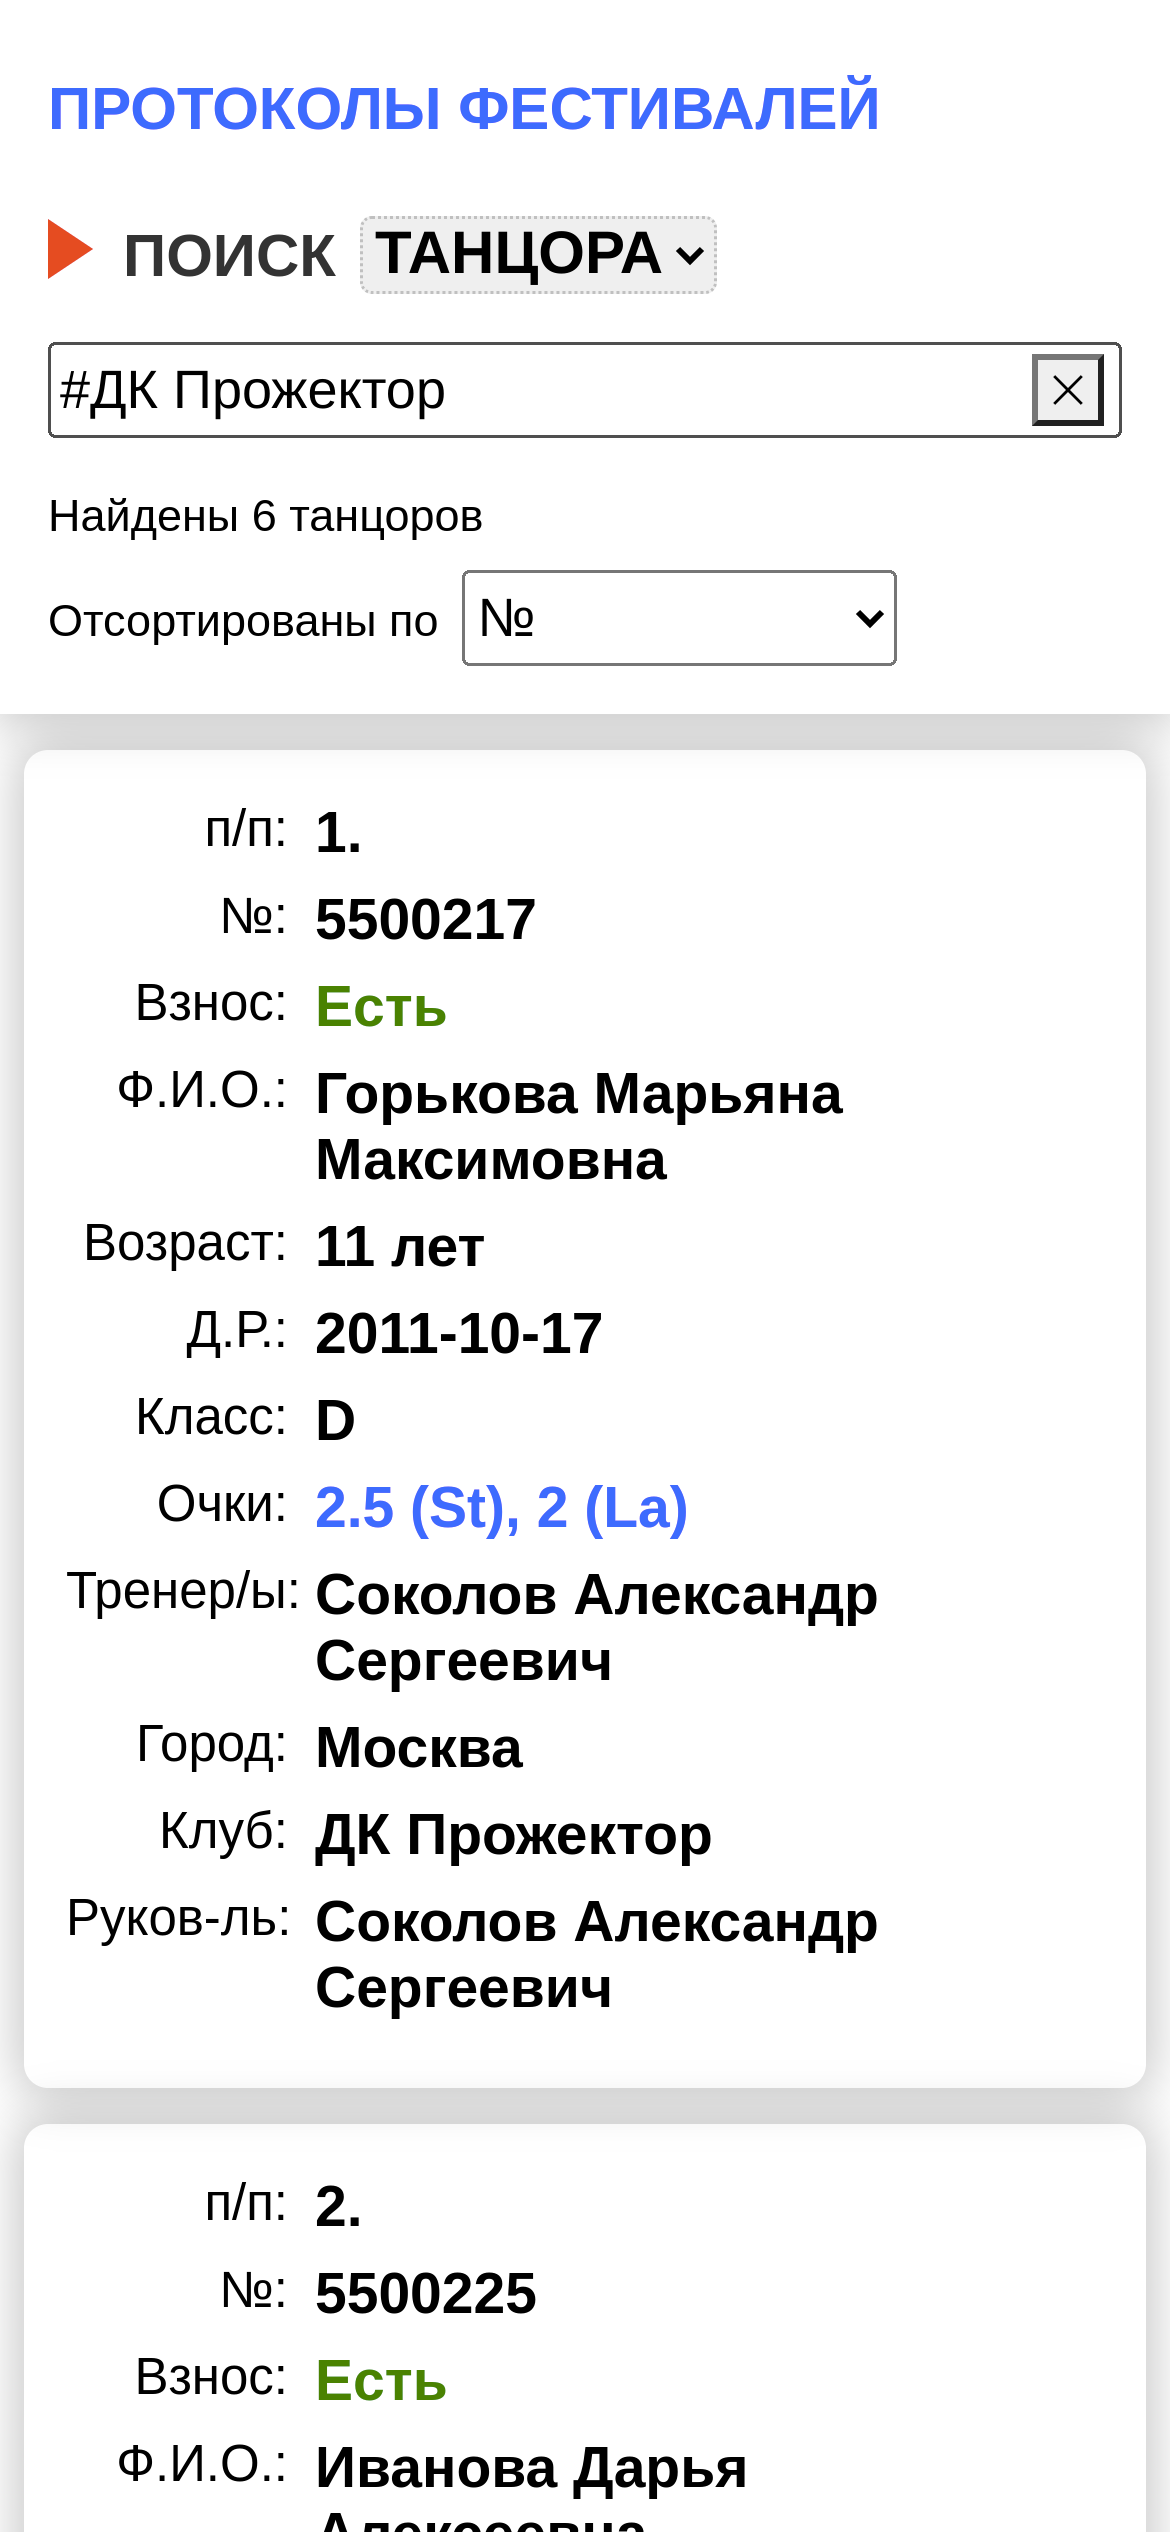 ПРОТОКОЛЫ ФЕСТИВАЛЕЙ
ПОИСК ТАНЦОРА
#ДК Прожектор
Найдены 6 танцоров
Отсортированы по №
п/п: 1.
№: 5500217
Взнос: Есть
Ф.И.О.: Горькова Марьяна
Максимовна
Возраст: 11 лет
Д.Р.: 2011-10-17
Класс: D
Очки: 2.5 (St), 2 (La)
Тренер/ы: Соколов Александр
Сергеевич
Город: Москва
Клуб: ДК Прожектор
Руков-ль: Соколов Александр
Сергеевич
п/п: 2.
№: 5500225
Взнос: Есть
Ф.И.О.: Иванова Дарья
Алексеевна